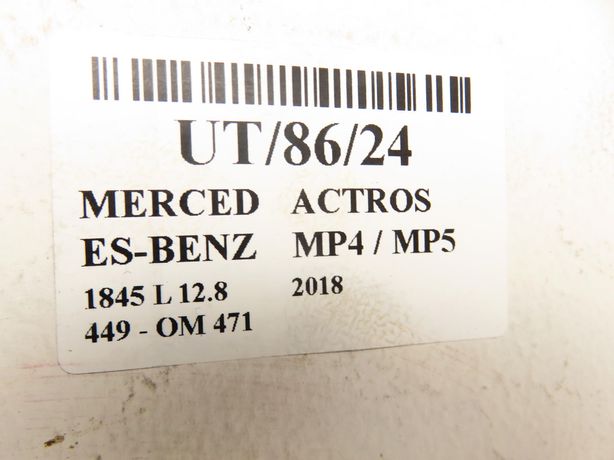 UT/86/24
MERCED ACTROS
ES-BENZ MP4 / MP5
1845 L 12.8 2018
449 - OM 471